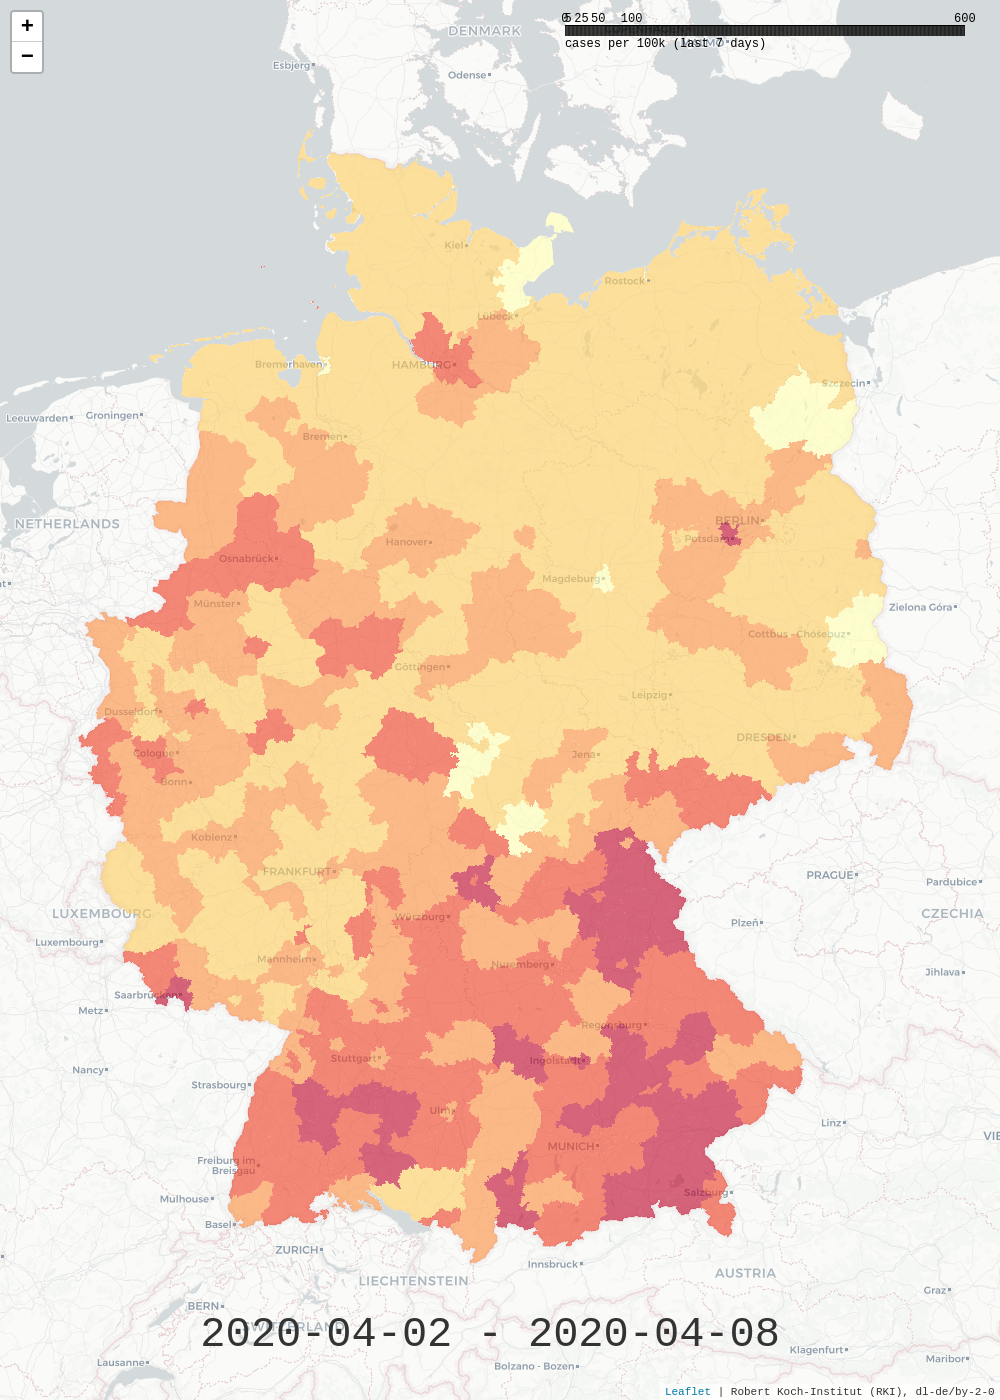 +
−
0 5 25 50 100 600
cases per 100k (last 7 days)
DENMARK
Esbjerg
Odense
Kiel
Rostock
Lübeck
HAMBURG
Bremerhaven
Szczecin
Leeuwarden
Groningen
Bremen
NETHERLANDS
BERLIN
Potsdam
Hanover
Osnabrück
Magdeburg
Münster
Zielona Góra
Cottbus - Chóśebuz
Göttingen
Leipzig
Dusseldorf
DRESDEN
Cologne
Jena
Bonn
Koblenz
FRANKFURT
PRAGUE
Pardubice
LUXEMBOURG
Würzburg
CZECHIA
Plzeň
Luxembourg
Mannheim
Nuremberg
Jihlava
Saarbrücken
Metz
Regensburg
Stuttgart
Ingolstadt
Nancy
Strasbourg
Ulm
Linz
MUNICH
Freiburg im
Breisgau
Salzburg
Mulhouse
Basel
ZURICH
Innsbruck
AUSTRIA
LIECHTENSTEIN
Graz
BERN
SWITZERLAND
2020-04-02 - 2020-04-08
Klagenfurt
Lausanne
Bolzano - Bozen
Maribor
Leaflet | Robert Koch-Institut (RKI), dl-de/by-2-0